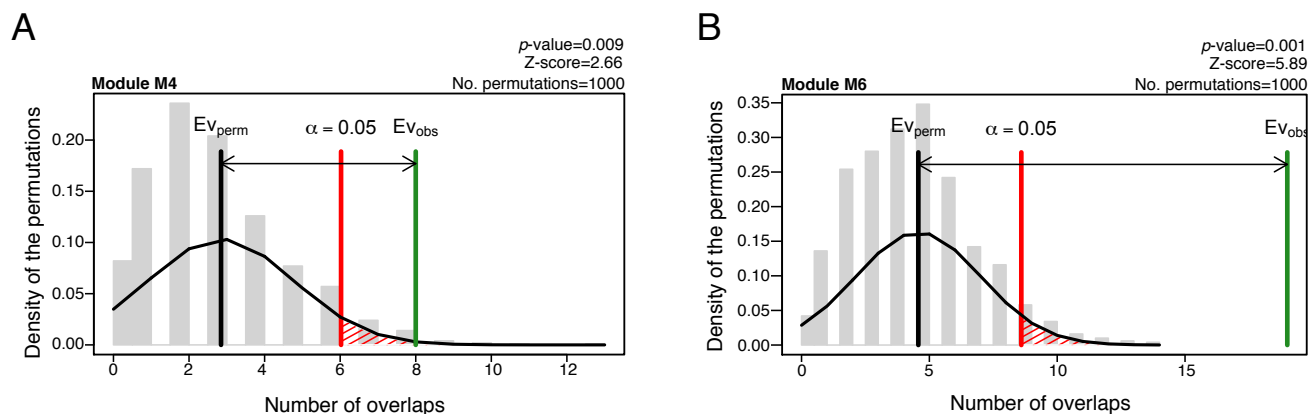 A
p-value=0.009
Z-score=2.66
Module M4
No. permutations=1000
Density of the permutations
0.20
0.15
0.10
0.05
0.00
Evperm
α = 0.05
Evobs
0 2 4 6 8 10 12
Number of overlaps
B
p-value=0.001
Z-score=5.89
Module M6
No. permutations=1000
Density of the permutations
0.35
0.30
0.25
0.20
0.15
0.10
0.05
0.00
Evperm
α = 0.05
Evobs
0 5 10 15
Number of overlaps